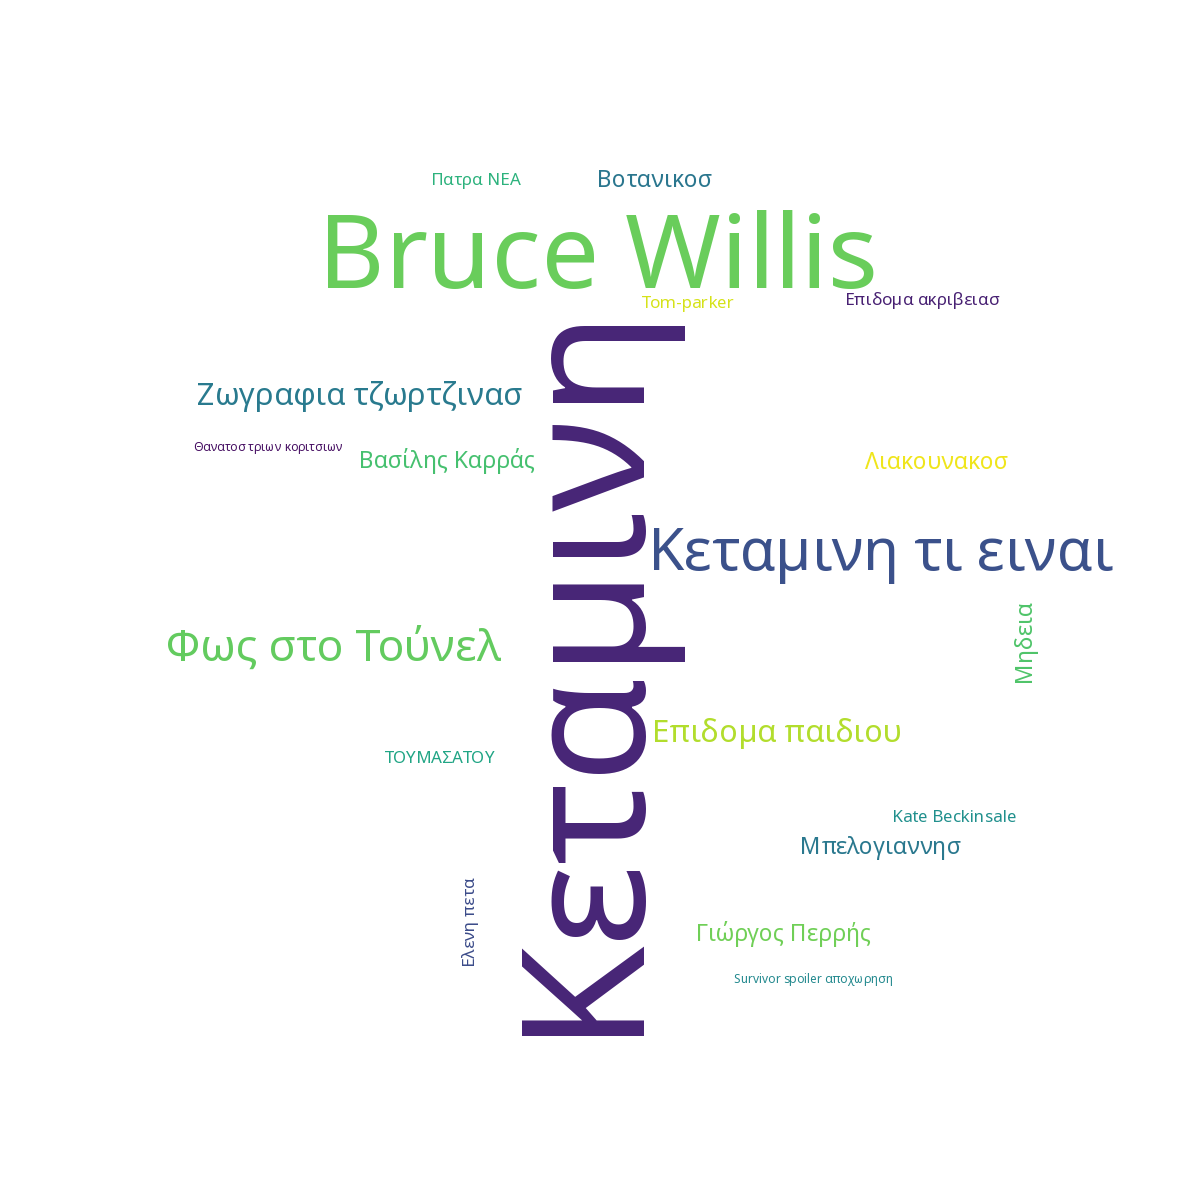 Πατρα ΝΕΑ
Βοτανικοσ
Bruce Willis
Tom-parker
Επιδομα ακριβειασ
Κεταμινη
Ζωγραφια τζωρτζινασ
Θανατοσ τριων κοριτσιων
Βασίλης Καρράς
Λιακουνακοσ
Κεταμινη τι ειναι
Μηδεια
Φως στο Τούνελ
Επιδομα παιδιου
ΤΟΥΜΑΣΑΤΟΥ
Kate Beckinsale
Μπελογιαννησ
Ελενη πετα
Γιώργος Περρής
Survivor spoiler αποχωρηση